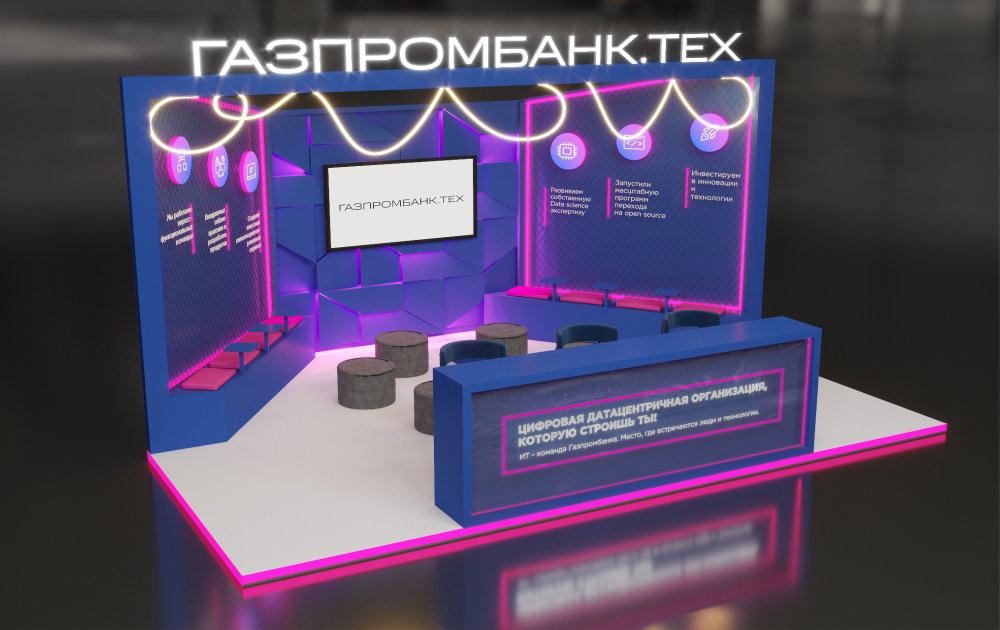 ГАЗПРОМБАНК.ТЕХ
ГАЗПРОМБАНК.ТЕХ
Развиваем
собственную
Data science
экспертизу
Запустили
масштабную
программ
перехода
на open source
Инвестируем
в инновации
и
технологии
ЦИФРОВАЯ ДАТАЦЕНТРИЧНАЯ ОРГАНИЗАЦИЯ,
КОТОРУЮ СТРОИШЬ ТЫ!
ИТ - команда Газпромбанка. Место, где встречаются люди и технологии.